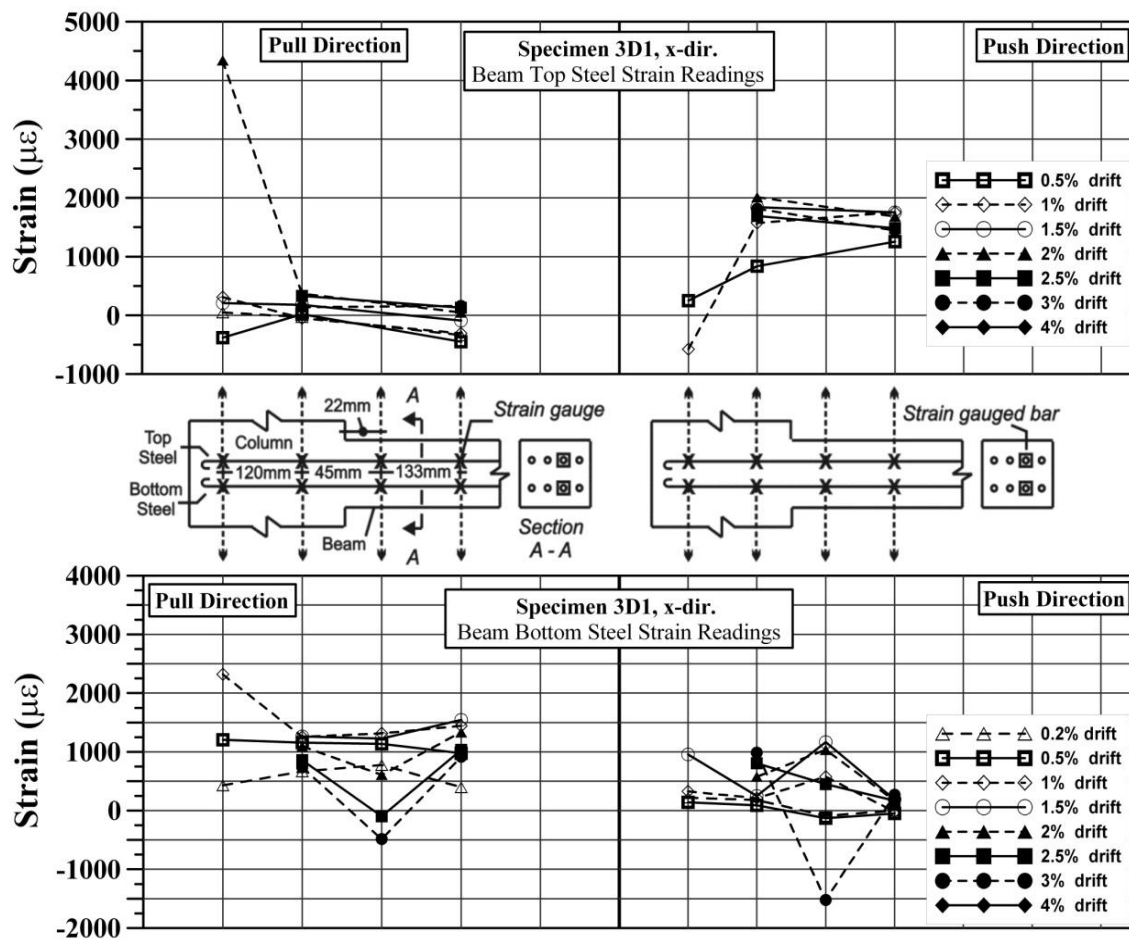 Pull Direction
Specimen 3D1, x-dir.
Beam Top Steel Strain Readings
Push Direction
Strain (με)
5000
4000
3000
2000
1000
0
-1000
0.5% drift
1% drift
1.5% drift
2% drift
2.5% drift
3% drift
4% drift
22mm
A
Strain gauge
Top
Steel
Column
120mm
45mm
133mm
Bottom
Steel
Beam
A
Section
A - A
Strain gauged bar
Pull Direction
Specimen 3D1, x-dir.
Beam Bottom Steel Strain Readings
Push Direction
Strain (με)
4000
3000
2000
1000
0
-1000
-2000
0.2% drift
0.5% drift
1% drift
1.5% drift
2% drift
2.5% drift
3% drift
4% drift